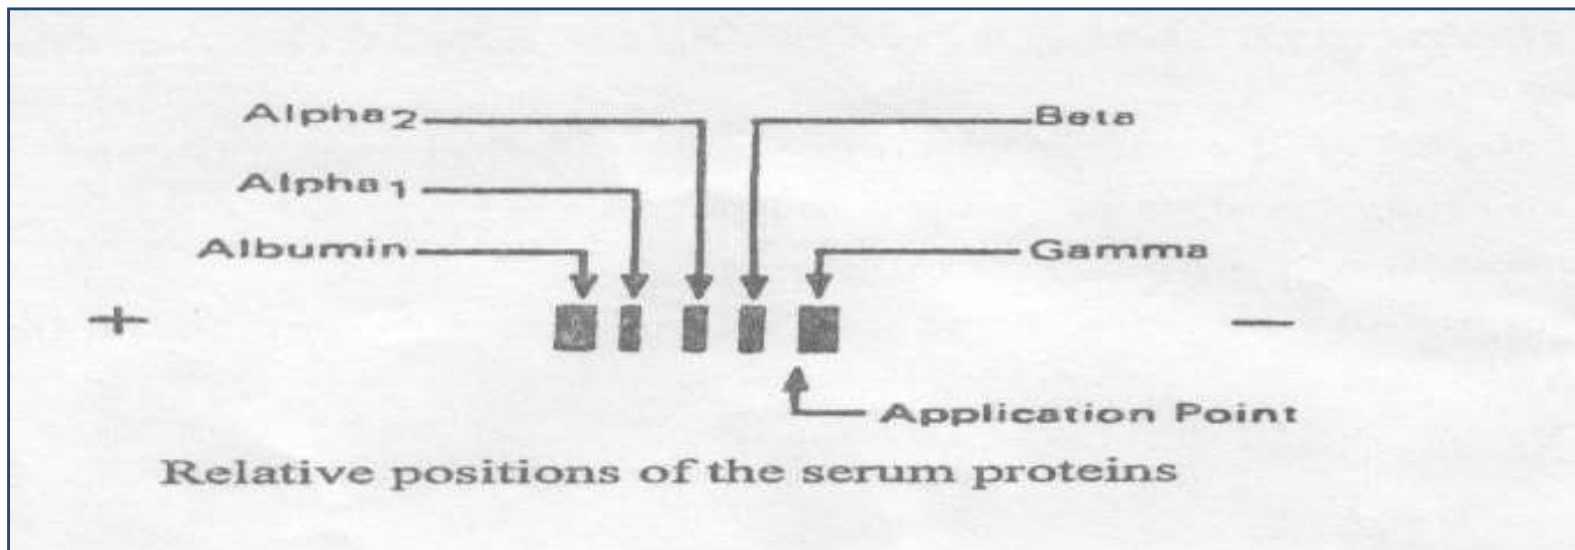 Alpha2 Beta
Alpha1
Albumin Gamma
+ −
Application Point
Relative positions of the serum proteins